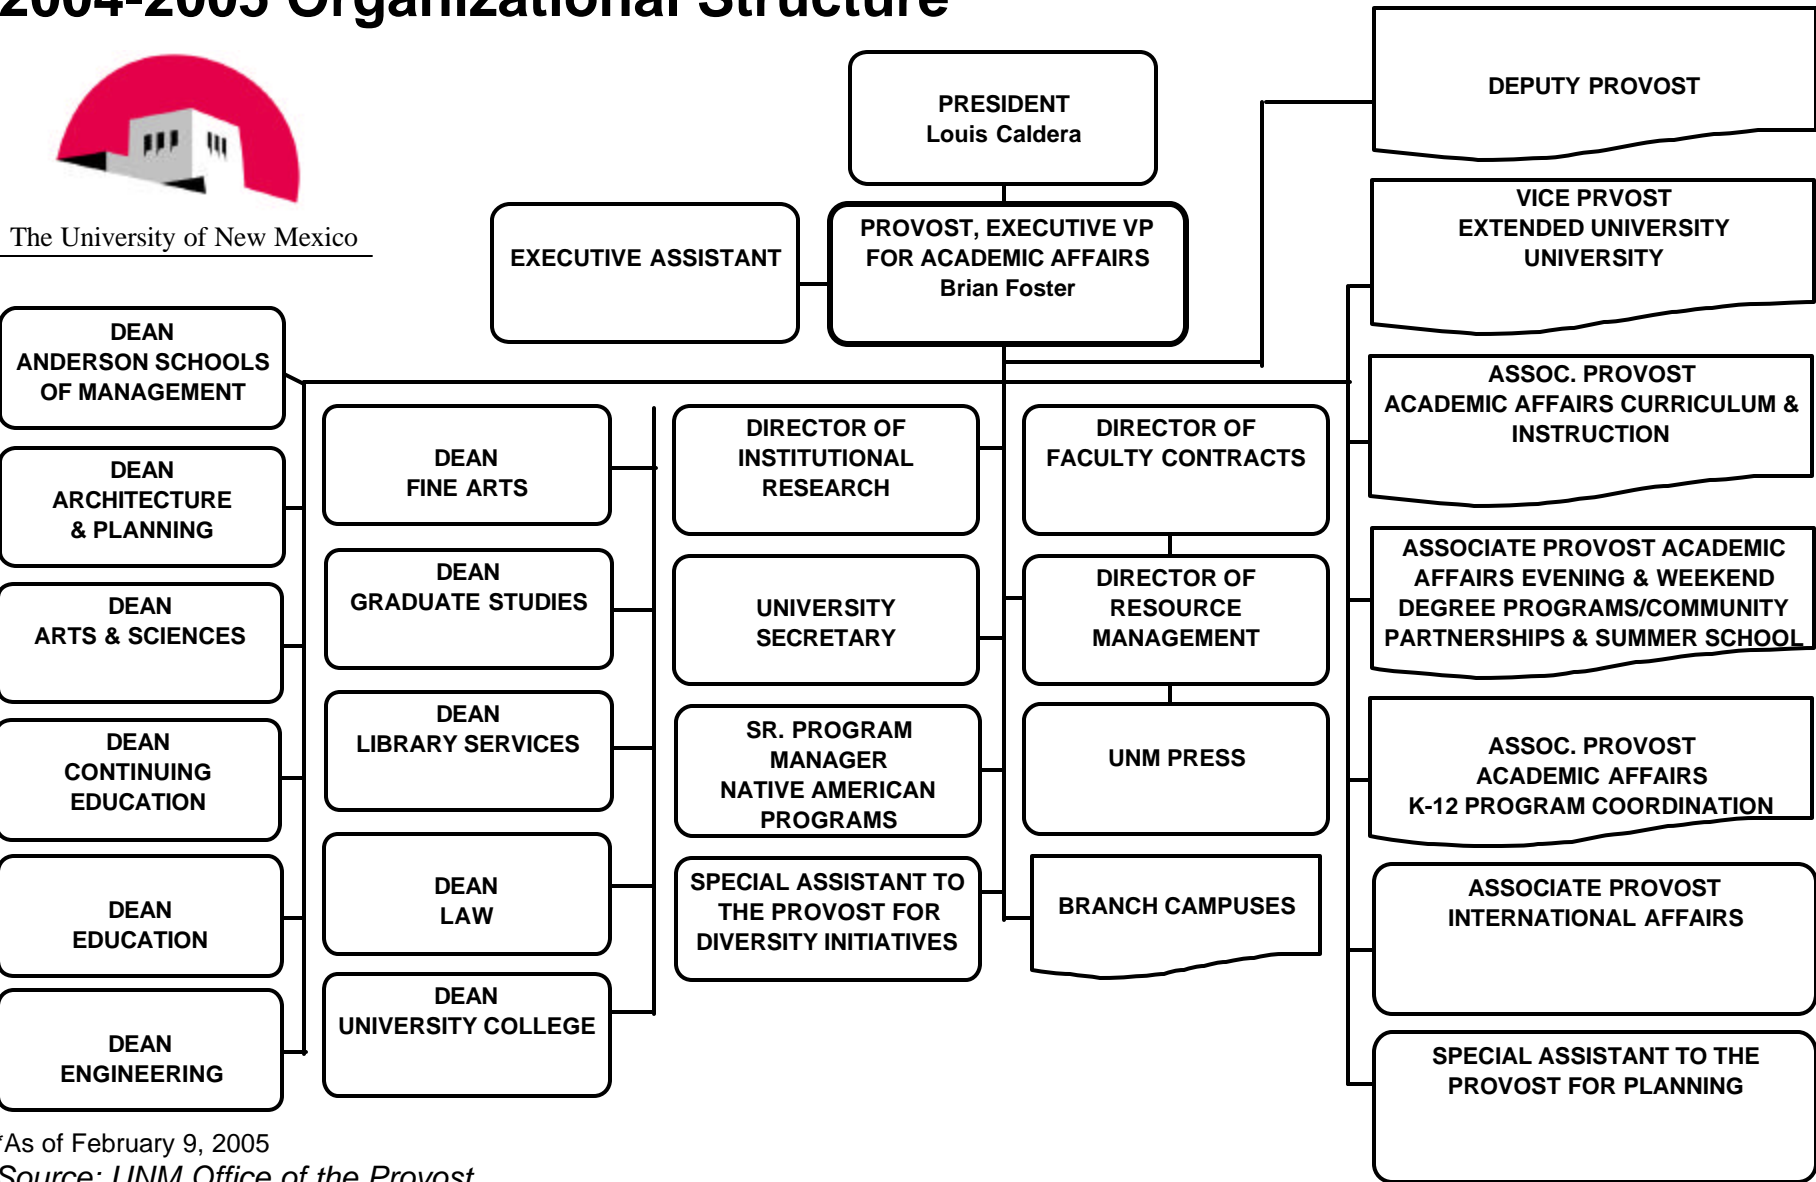 2004-2005 Organizational Structure
The University of New Mexico
PRESIDENT
Louis Caldera
EXECUTIVE ASSISTANT
PROVOST, EXECUTIVE VP
FOR ACADEMIC AFFAIRS
Brian Foster
DEAN
ANDERSON SCHOOLS
OF MANAGEMENT
DEAN
ARCHITECTURE
& PLANNING
DEAN
ARTS & SCIENCES
DEAN
CONTINUING
EDUCATION
DEAN
EDUCATION
DEAN
ENGINEERING
DEAN
FINE ARTS
DEAN
GRADUATE STUDIES
DEAN
LIBRARY SERVICES
DEAN
LAW
DEAN
UNIVERSITY COLLEGE
DIRECTOR OF
INSTITUTIONAL
RESEARCH
UNIVERSITY
SECRETARY
SR. PROGRAM
MANAGER
NATIVE AMERICAN
PROGRAMS
SPECIAL ASSISTANT TO
THE PROVOST FOR
DIVERSITY INITIATIVES
DIRECTOR OF
FACULTY CONTRACTS
DIRECTOR OF
RESOURCE
MANAGEMENT
UNM PRESS
BRANCH CAMPUSES
DEPUTY PROVOST
VICE PRVOST
EXTENDED UNIVERSITY
UNIVERSITY
ASSOC. PROVOST
ACADEMIC AFFAIRS CURRICULUM &
INSTRUCTION
ASSOCIATE PROVOST ACADEMIC
AFFAIRS EVENING & WEEKEND
DEGREE PROGRAMS/COMMUNITY
PARTNERSHIPS & SUMMER SCHOOL
ASSOC. PROVOST
ACADEMIC AFFAIRS
K-12 PROGRAM COORDINATION
ASSOCIATE PROVOST
INTERNATIONAL AFFAIRS
SPECIAL ASSISTANT TO THE
PROVOST FOR PLANNING
*As of February 9, 2005
Source: UNM Office of the Provost